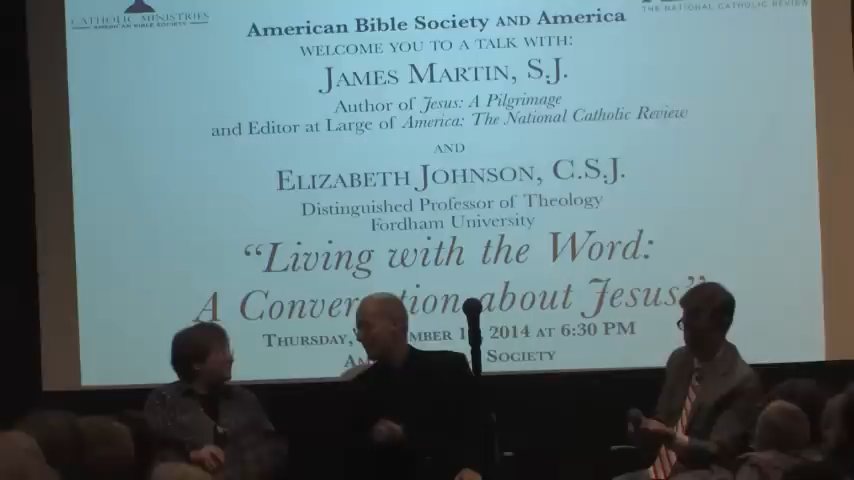 CATHOLIC MINISTRIES
AMERICAN BIBLE SOCIETY
THE NATIONAL CATHOLIC REVIEW
American Bible Society AND America
WELCOME YOU TO A TALK WITH:
JAMES MARTIN, S.J.
Author of Jesus: A Pilgrimage
and Editor at Large of America: The National Catholic Review
AND
ELIZABETH JOHNSON, C.S.J.
Distinguished Professor of Theology
Fordham University
“Living with the Word:
A Conver tion about Jesus”
THURSDAY, MBER 1 2014 AT 6:30 PM
AM SOCIETY